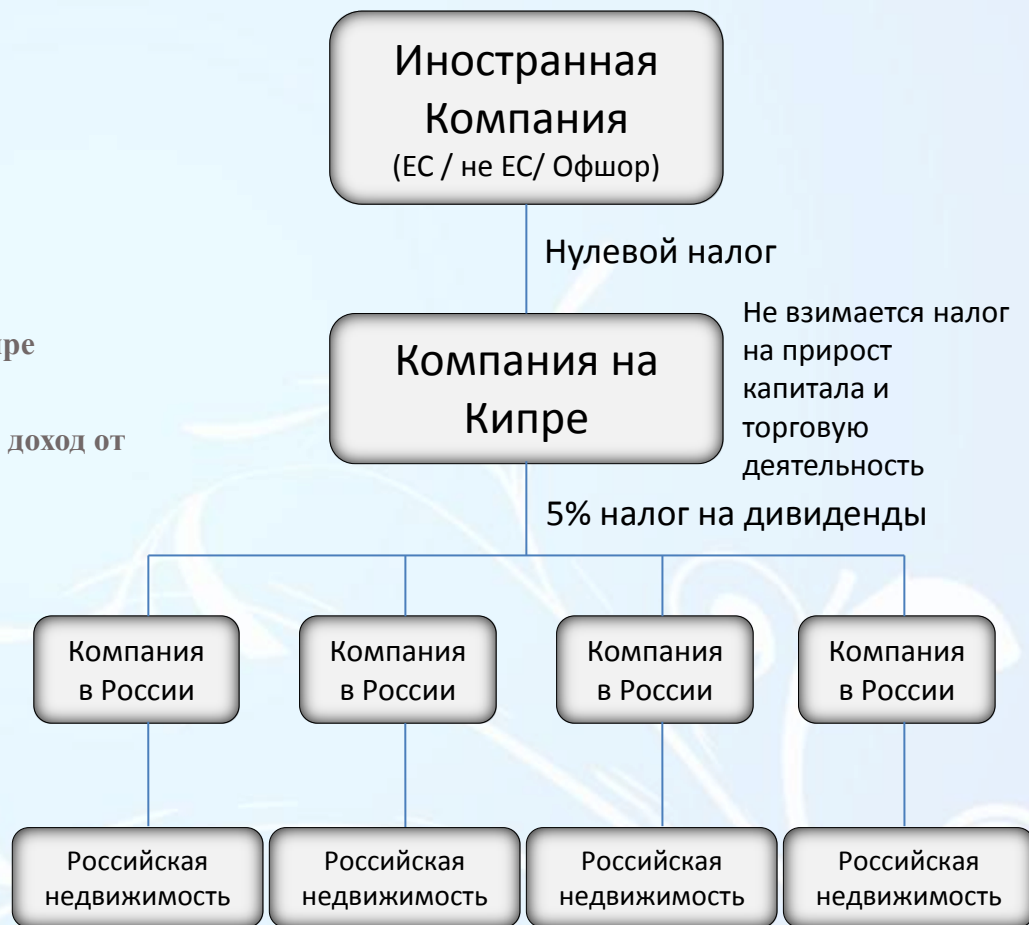 Иностранная
Компания
(ЕС / не ЕС/ Офшор)
Нулевой налог
Компания на
Кипре
Не взимается налог
на прирост
капитала и
торговую
деятельность
доход от
5% налог на дивиденды
Компания
в России
Компания
в России
Компания
в России
Компания
в России
Российская
недвижимость
Российская
недвижимость
Российская
недвижимость
Российская
недвижимость